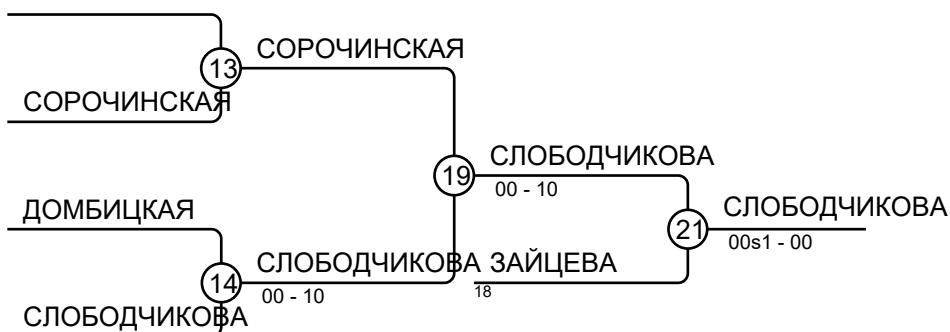 СОРОЧИНСКАЯ
13
СОРОЧИНСКАЯ
СЛОБОДЧИКОВА
19
00 - 10
ДОМБИЦКАЯ
СЛОБОДЧИКОВА
21
00s1 - 00
СЛОБОДЧИКОВА ЗАЙЦЕВА
14
00 - 10
18
СЛОБОДЧИКОВА